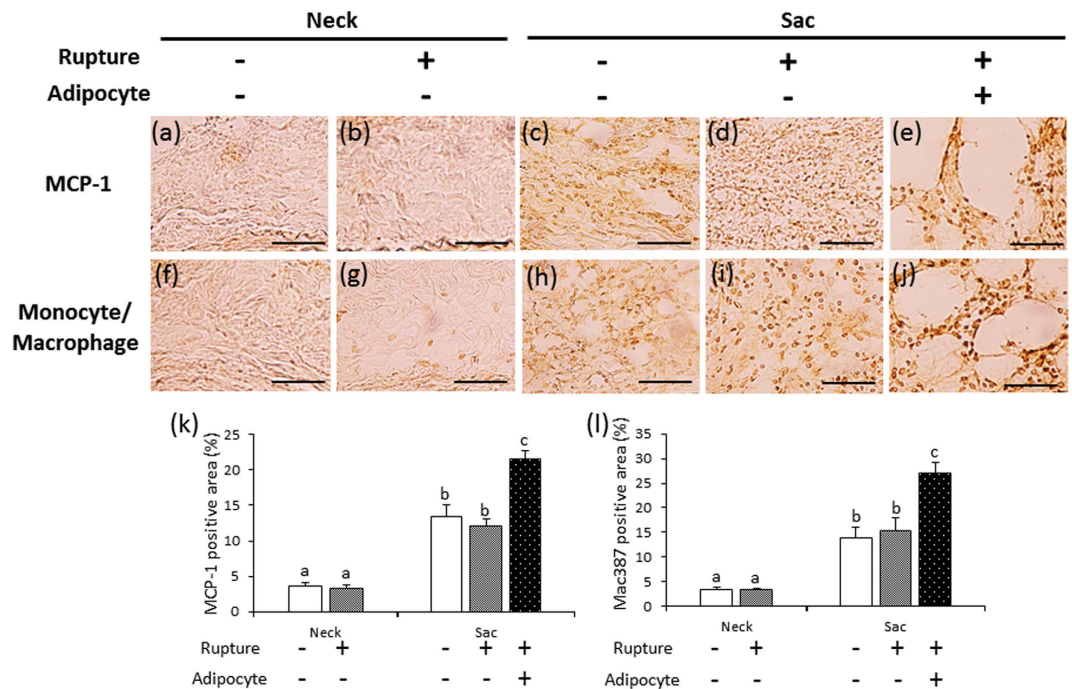 Neck Sac
Rupture - + - + +
Adipocyte - - - - +
(a) (b) (c) (d) (e)
MCP-1
(f) (g) (h) (i) (j)
Monocyte/
Macrophage
(k)
MCP-1 positive area (%)
25
20
15
10
5
0
a a b b c
Neck Sac
Rupture - + - + +
Adipocyte - - - - +
(l)
Mac387 positive area (%)
35
30
25
20
15
10
5
0
a a b b c
Neck Sac
Rupture - + - + +
Adipocyte - - - - +